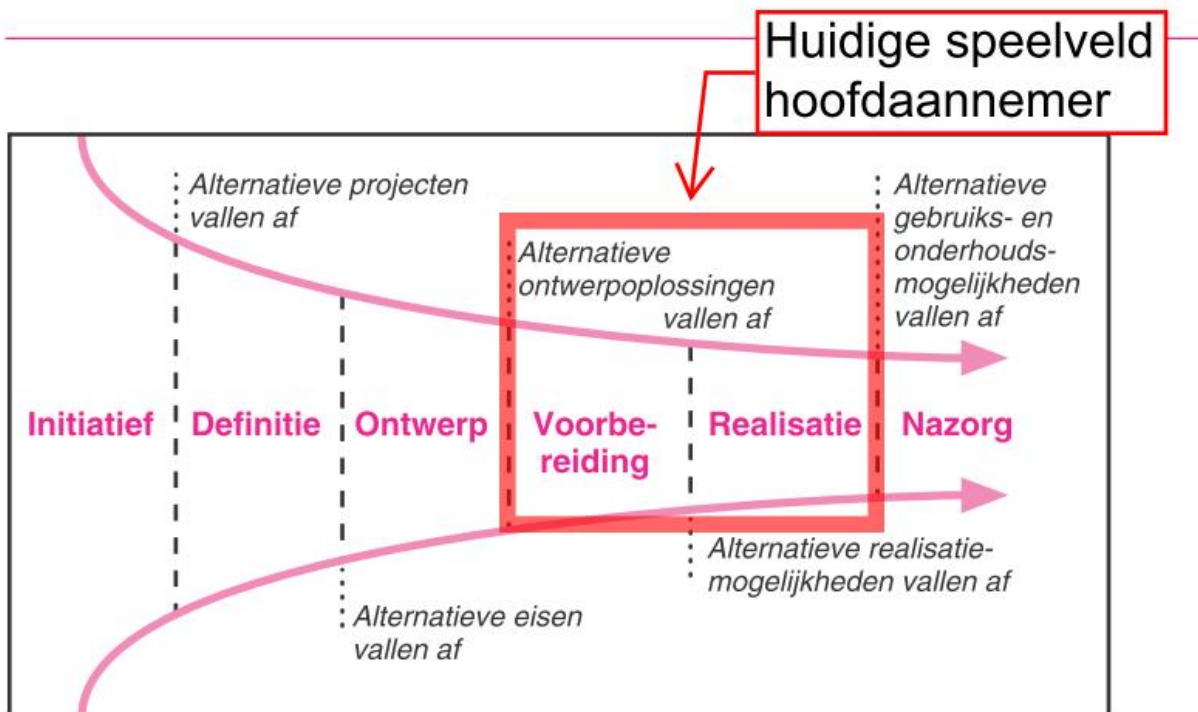 Huidige speelveld
hoofdaannemer
Alternatieve projecten
vallen af
Alternatieve
ontwerpoplossingen
vallen af
Alternatieve
gebruiks- en
onderhouds-
mogelijkheden
vallen af
Initiatief
Definitie
Ontwerp
Voorbe-
reiding
Realisatie
Nazorg
Alternatieve eisen
vallen af
Alternatieve realisatie-
mogelijkheden vallen af